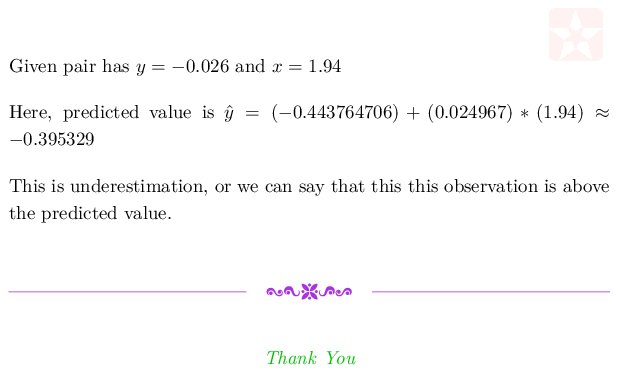 Given pair has y = −0.026 and x = 1.94
Here, predicted value is ŷ = (−0.443764706) + (0.024967) ∗ (1.94) ≈
−0.395329
This is underestimation, or we can say that this this observation is above
the predicted value.
Thank You